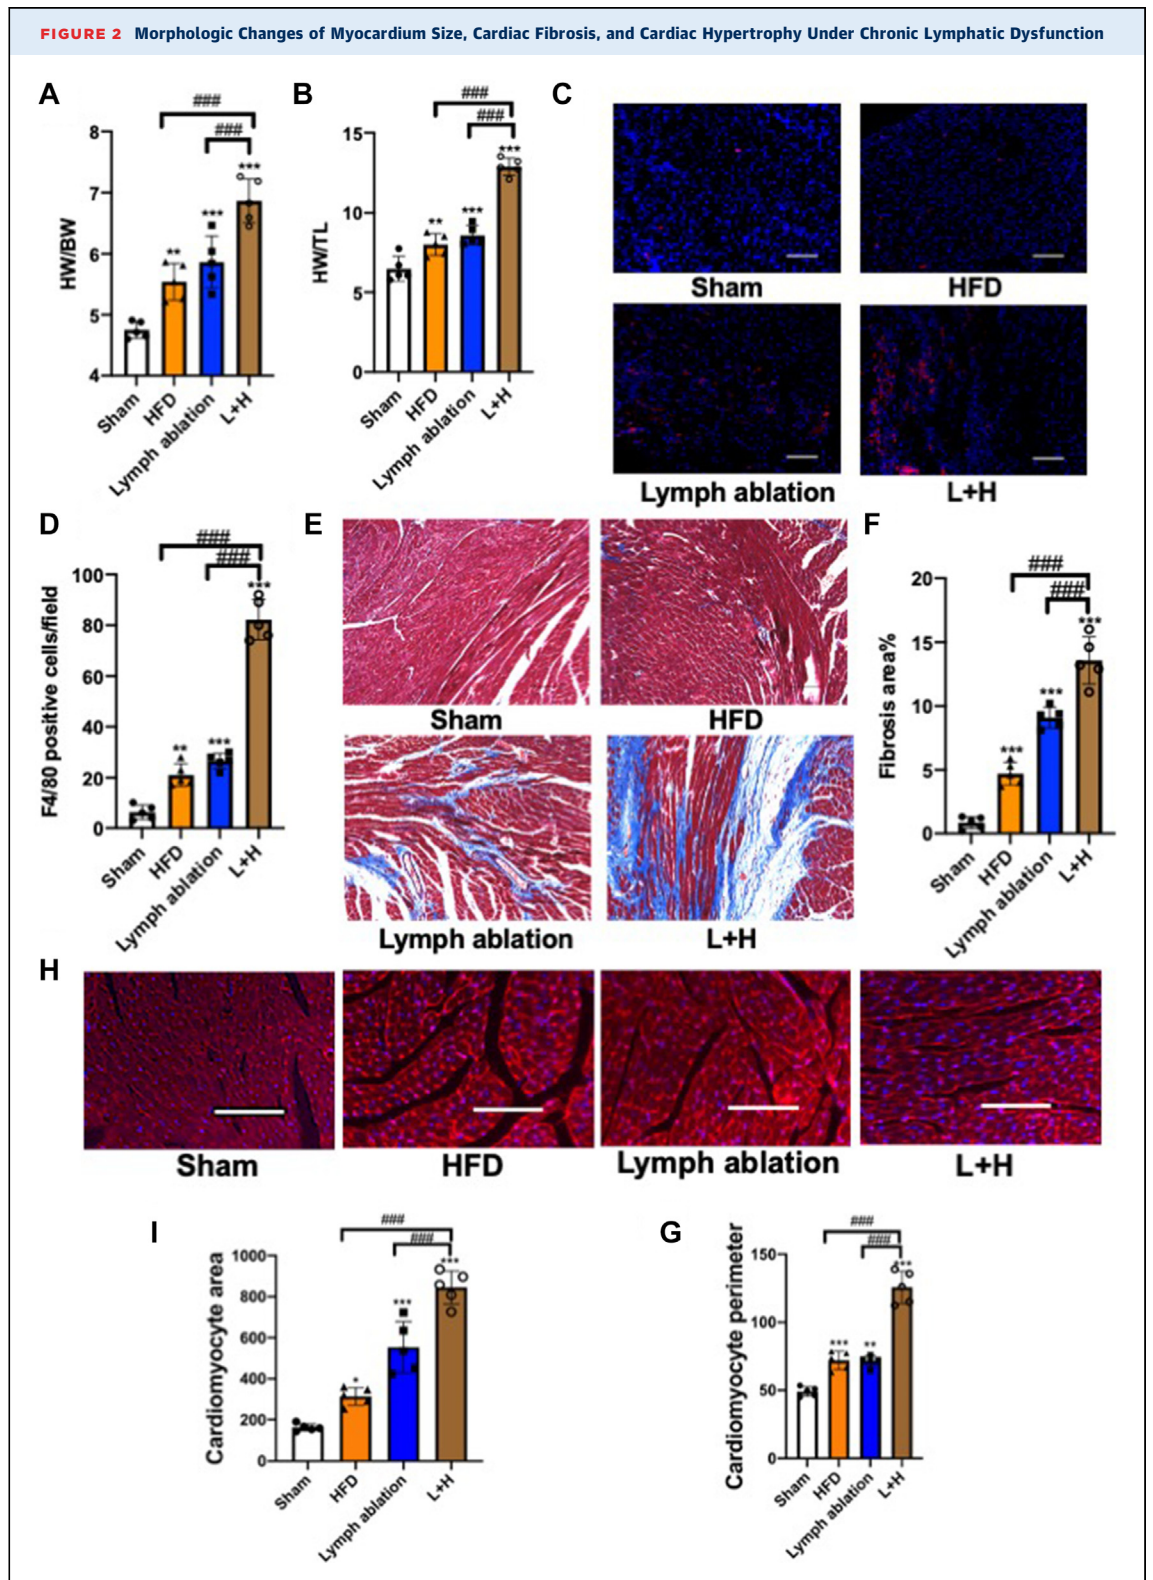 FIGURE 2 Morphologic Changes of Myocardium Size, Cardiac Fibrosis, and Cardiac Hypertrophy Under Chronic Lymphatic Dysfunction
A
###
###
***
***
**
8
7
6
5
4
HW/BW
Sham
HFD
Lymph ablation
L+H
B
###
###
***
***
**
15
10
5
0
HW/TL
Sham
HFD
Lymph ablation
L+H
C
Sham
HFD
Lymph ablation
L+H
D
###
###
***
***
**
100
80
60
40
20
0
F4/80 positive cells/field
Sham
HFD
Lymph ablation
L+H
E
Sham
HFD
Lymph ablation
L+H
F
###
###
***
***
***
20
15
10
5
0
Fibrosis area%
Sham
HFD
Lymph ablation
L+H
H
Sham
HFD
Lymph ablation
L+H
I
###
###
***
***
*
1000
800
600
400
200
0
Cardiomyocyte area
Sham
HFD
Lymph ablation
L+H
G
###
###
***
***
**
150
100
50
0
Cardiomyocyte perimeter
Sham
HFD
Lymph ablation
L+H